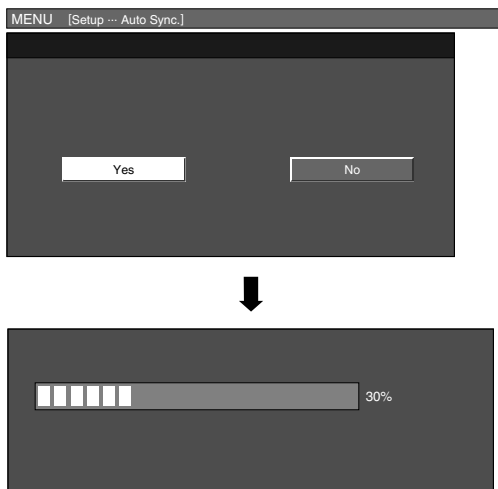 MENU [Setup ··· Auto Sync.]
Yes No
30%